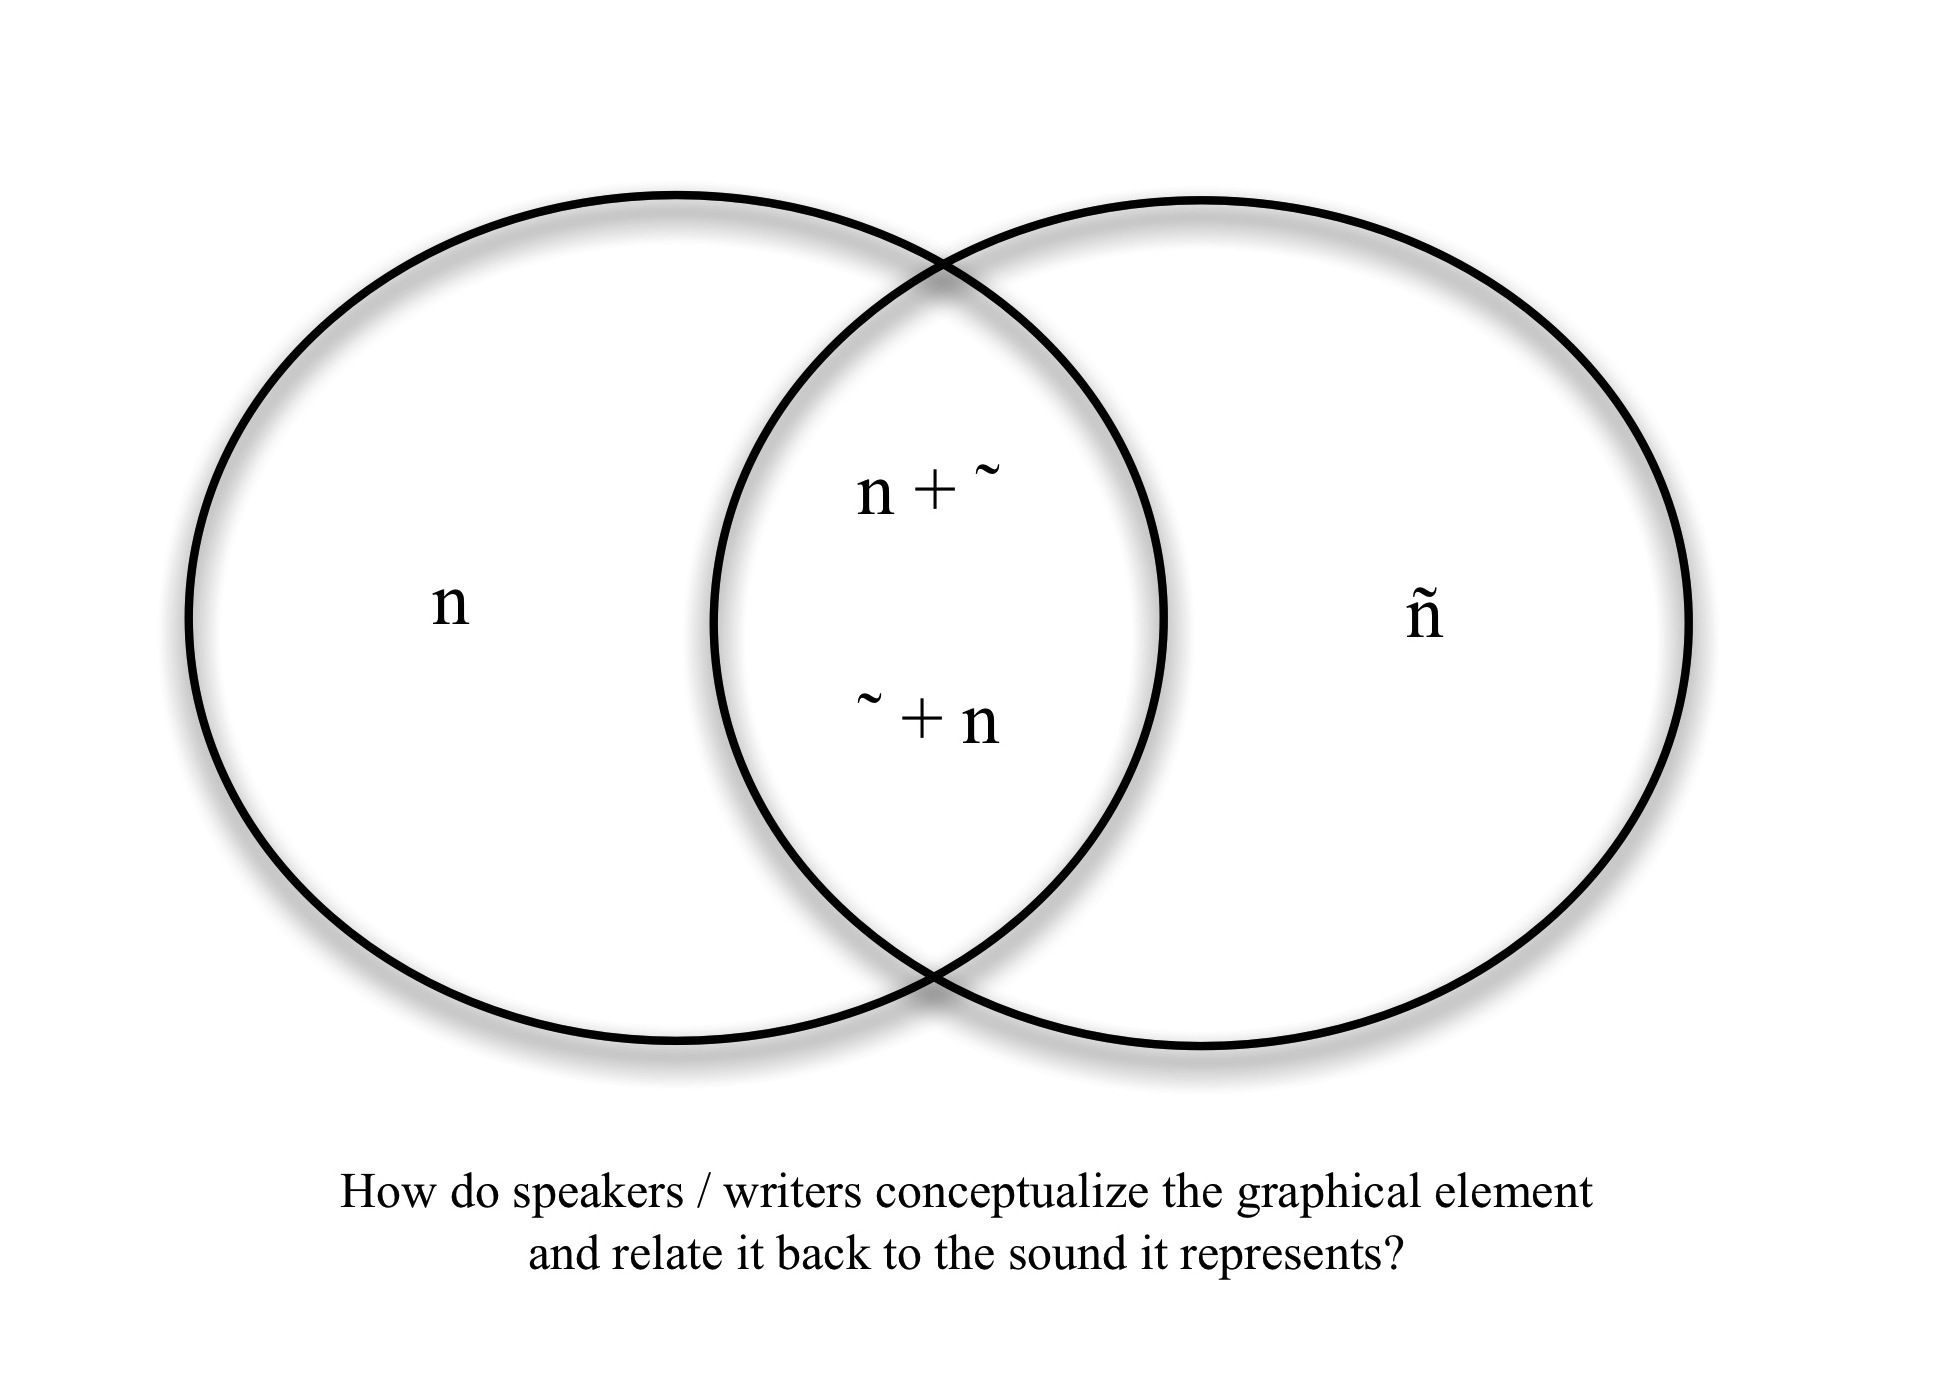 n + ˜
n
ñ
˜ + n
How do speakers / writers conceptualize the graphical element
and relate it back to the sound it represents?